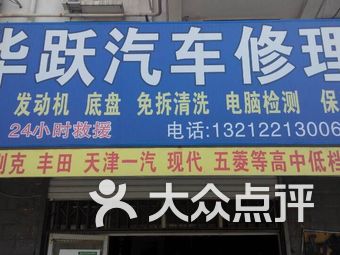 华跃汽车修理
发动机 底盘 免拆清洗 电脑检测 保
24小时救援 电话:13212213006
别克 丰田 天津一汽 现代 五菱等高中低档
大众点评